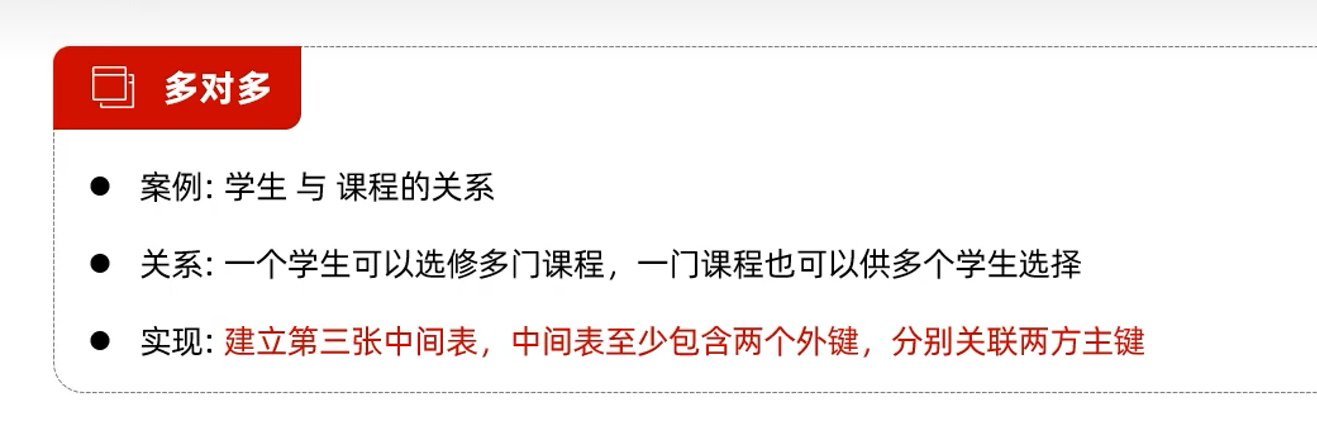 多对多
案例: 学生 与 课程的关系
关系: 一个学生可以选修多门课程，一门课程也可以供多个学生选择
实现: 建立第三张中间表，中间表至少包含两个外键，分别关联两方主键